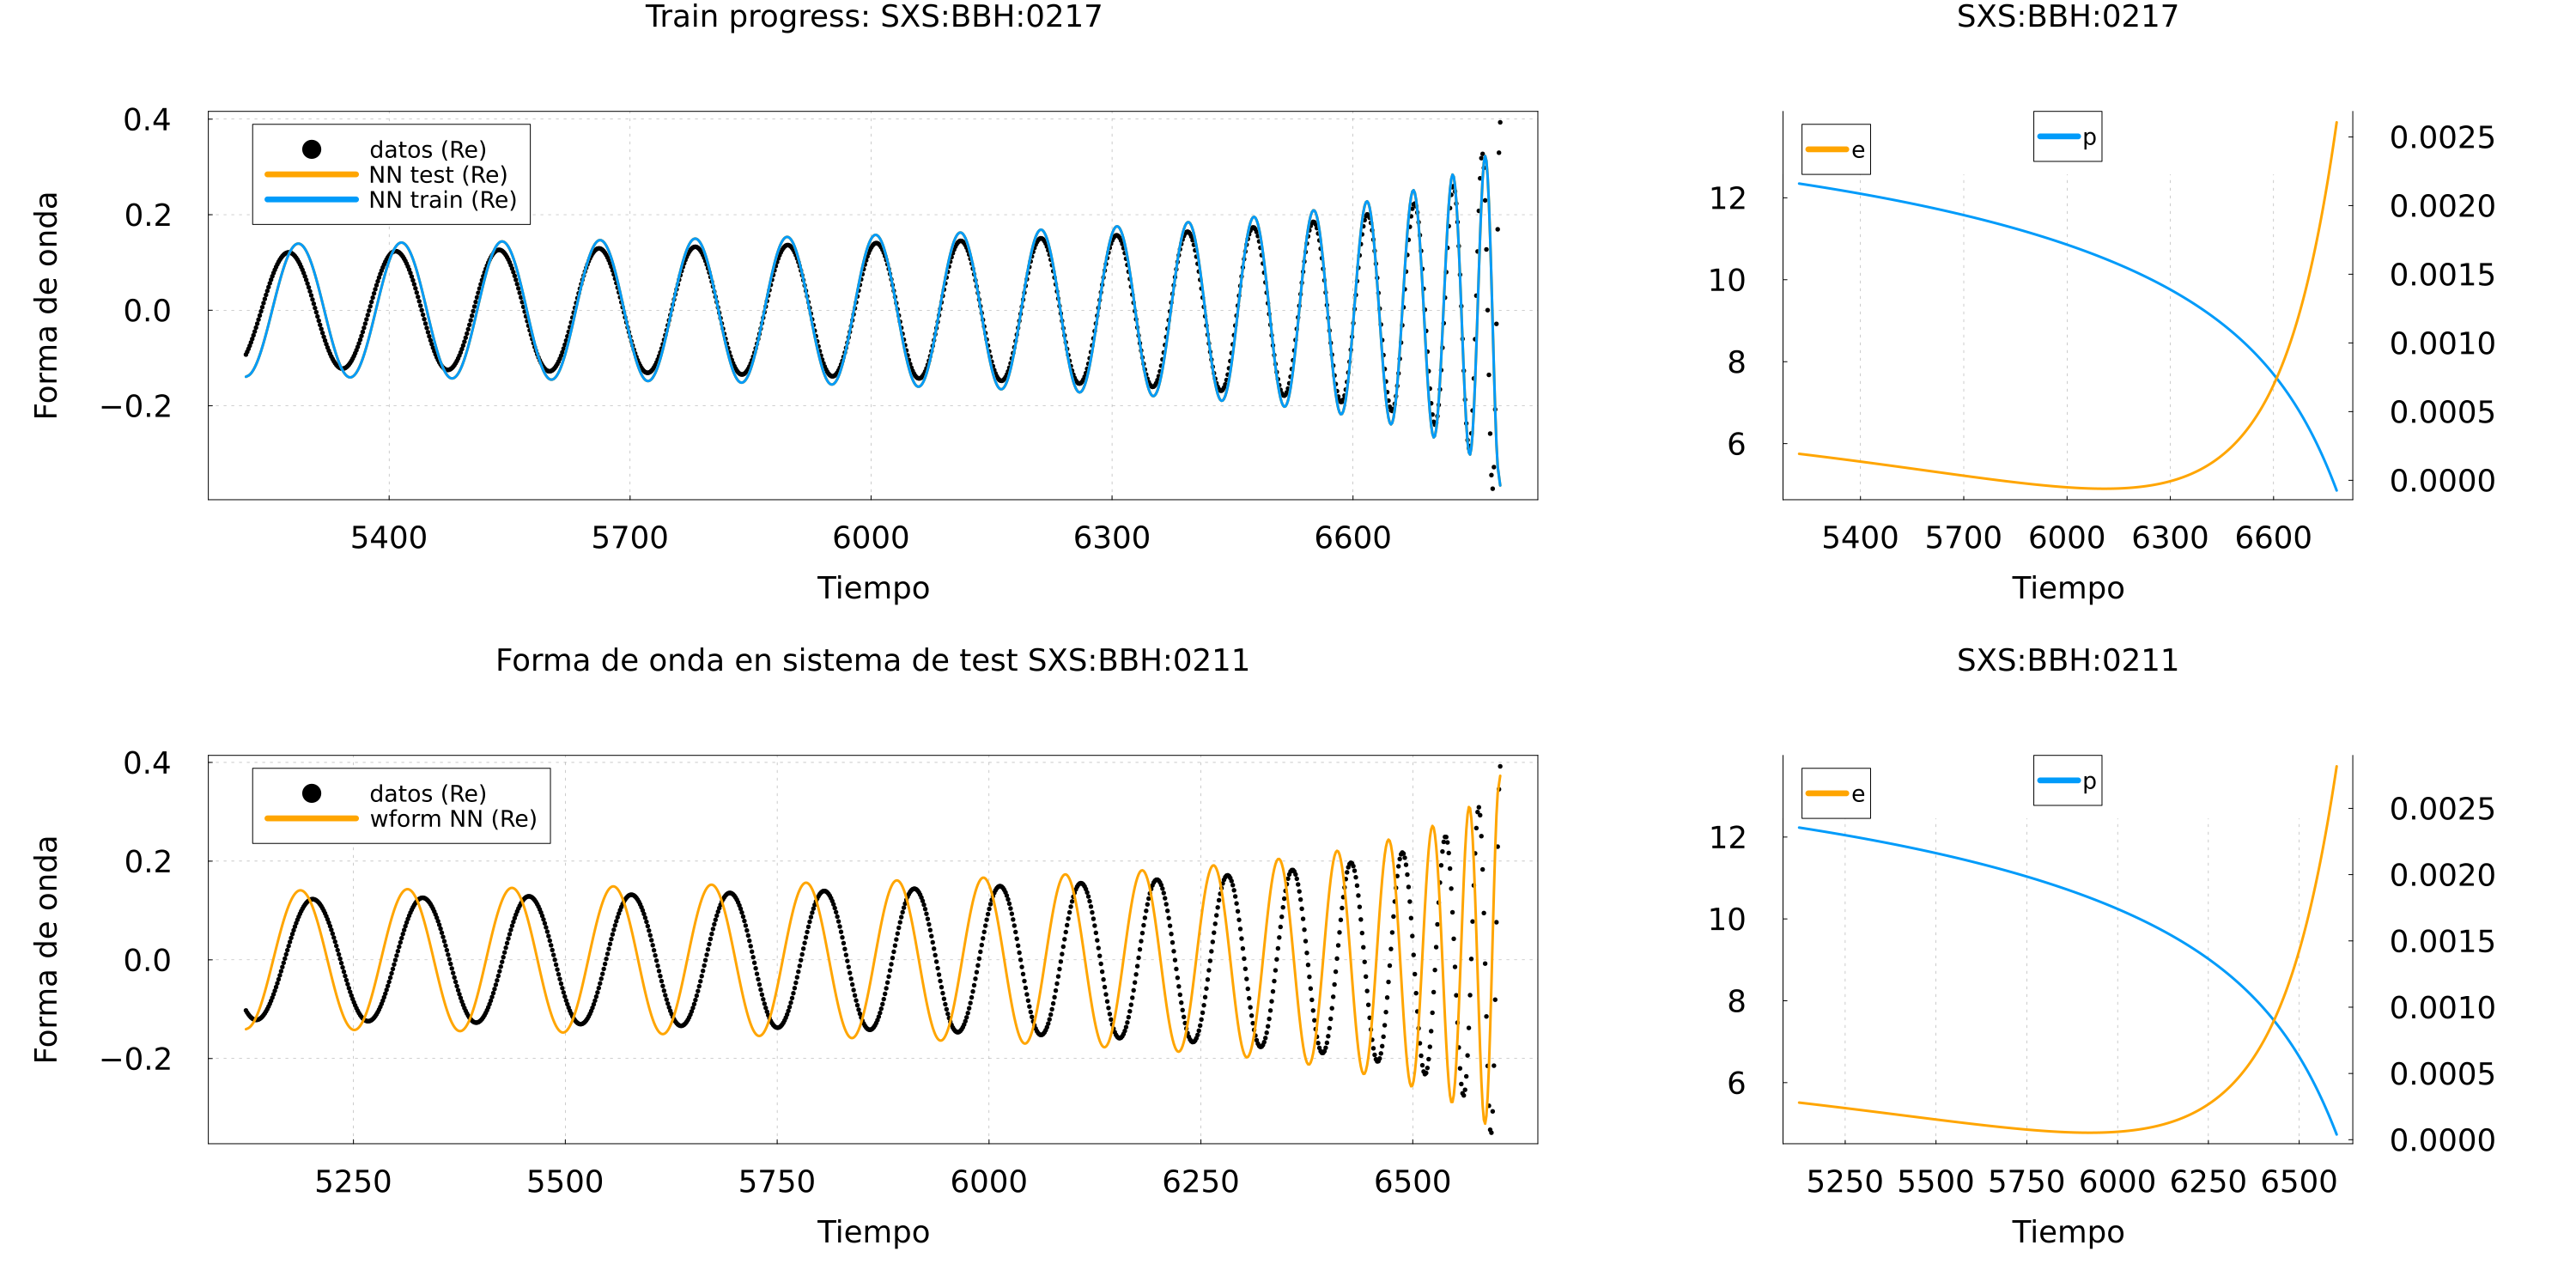 Train progress: SXS:BBH:0217
Forma de onda
0.4
0.2
0.0
−0.2
datos (Re)
NN test (Re)
NN train (Re)
5400 5700 6000 6300 6600
Tiempo
SXS:BBH:0217
12
10
8
6
e
p
0.0025
0.0020
0.0015
0.0010
0.0005
0.0000
5400 5700 6000 6300 6600
Tiempo
Forma de onda en sistema de test SXS:BBH:0211
Forma de onda
0.4
0.2
0.0
−0.2
datos (Re)
wform NN (Re)
5250 5500 5750 6000 6250 6500
Tiempo
SXS:BBH:0211
12
10
8
6
e
p
0.0025
0.0020
0.0015
0.0010
0.0005
0.0000
5250 5500 5750 6000 6250 6500
Tiempo